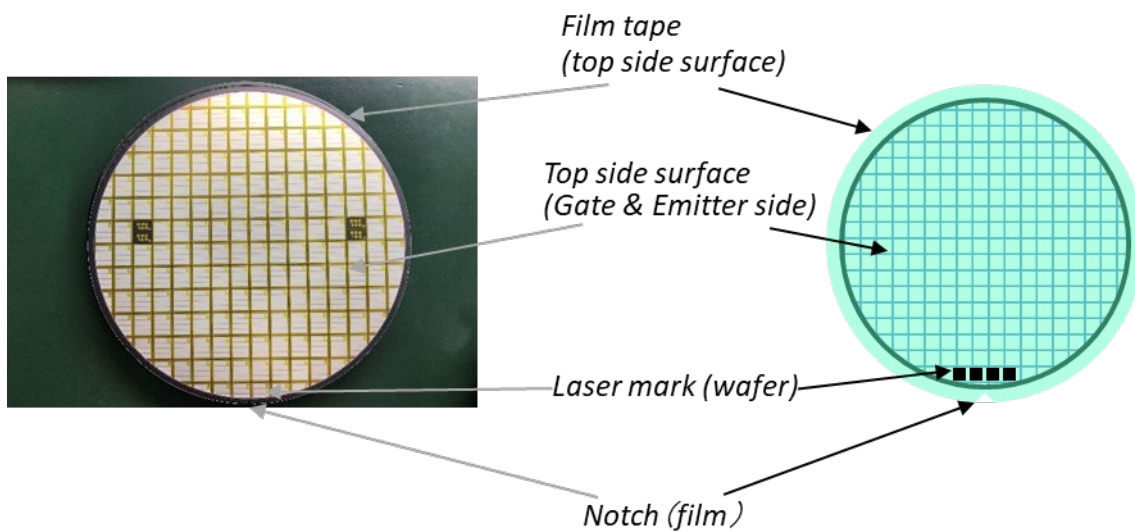 Film tape
(top side surface)
Top side surface
(Gate & Emitter side)
Laser mark (wafer)
Notch (film）